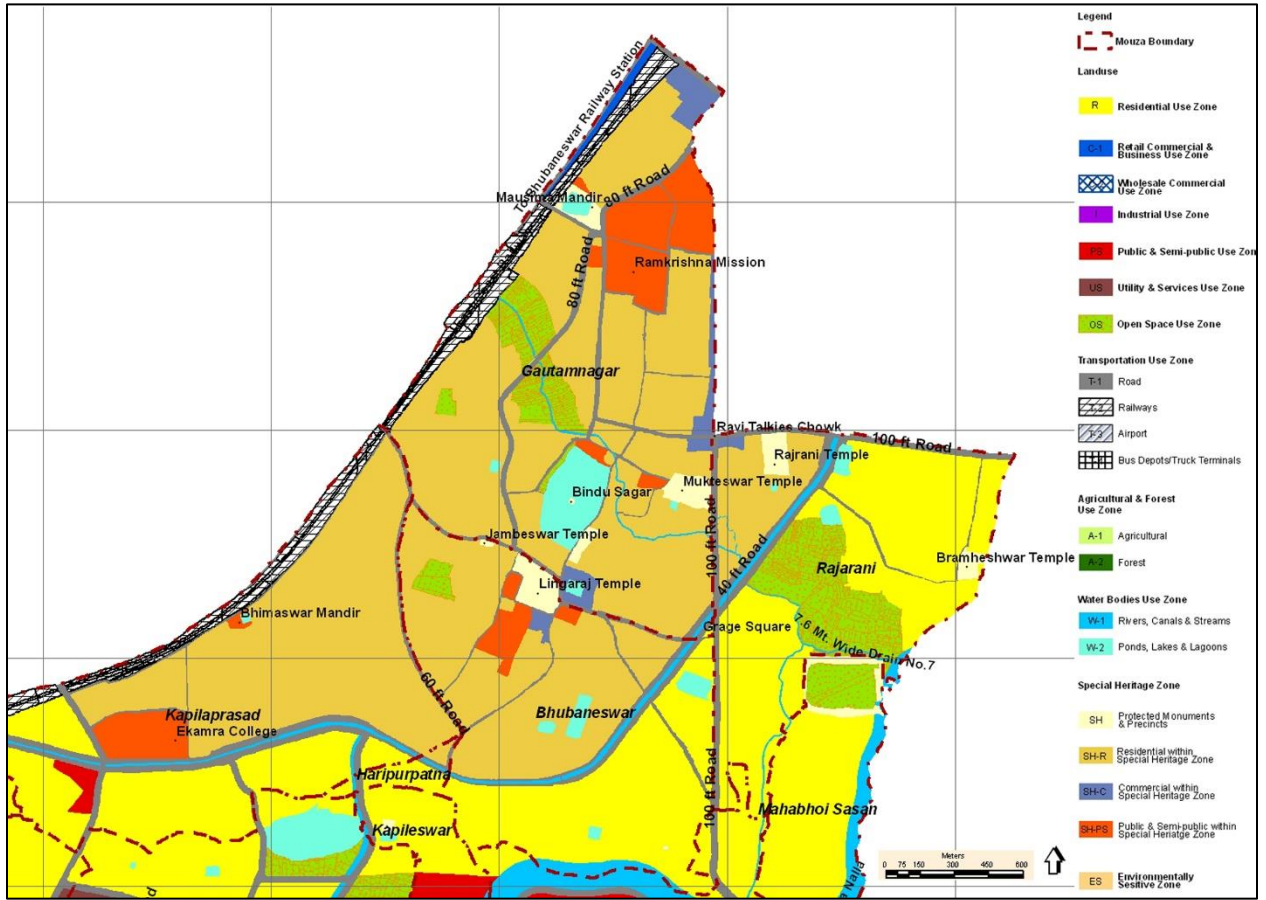 To Bhubaneswar Railway Station
Mausima Mandir
80 ft Road
Ramkrishna Mission
80 ft Road
Gautamnagar
Ravi Talkies Chowk
100 ft Road
Rajrani Temple
Mukteswar Temple
Bindu Sagar
Jambeswar Temple
100 ft Road
40 ft Road
Rajarani
Bramheshwar Temple
Lingaraj Temple
Bhimaswar Mandir
Grage Square
7.6 Mt. Wide Drain No.7
60 ft Road
Bhubaneswar
Kapilaprasad
Ekamra College
Haripurpatna
100 ft Road
Mahabhoi Sasan
Kapileswar
Meters
0 75 150 300 450 600
Legend
Mouza Boundary
Landuse
R Residential Use Zone
C-1 Retail Commercial &
Business Use Zone
Wholesale Commercial
Use Zone
I Industrial Use Zone
PS Public & Semi-public Use Zon
US Utility & Services Use Zone
OS Open Space Use Zone
Transportation Use Zone
T-1 Road
T-2 Railways
T-3 Airport
Bus Depots/Truck Terminals
Agricultural & Forest
Use Zone
A-1 Agricultural
A-2 Forest
Water Bodies Use Zone
W-1 Rivers, Canals & Streams
W-2 Ponds, Lakes & Lagoons
Special Heritage Zone
SH Protected Monuments
& Precincts
SH-R Residential within
Special Heritage Zone
SH-C Commercial within
Special Heritage Zone
SH-PS Public & Semi-public within
Special Heriatge Zone
ES Environmentally
Sesitive Zone